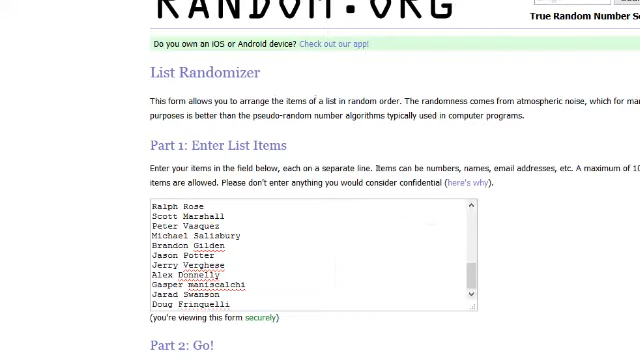 RANDOM.ORG
True Random Number
Do you own an iOS or Android device? Check out our app!
List Randomizer
This form allows you to arrange the items of a list in random order. The randomness comes from atmospheric noise, which for
purposes is better than the pseudo-random number algorithms typically used in computer programs.
Part 1: Enter List Items
Enter your items in the field below, each on a separate line. Items can be numbers, names, email addresses, etc. A maximum of
items are allowed. Please don't enter anything you would consider confidential (here's why).
Ralph Rose
Scott Marshall
Peter Vasquez
Michael Salisbury
Brandon Gilden
Jason Potter
Jerry Verghese
Alex Donnelly
Gasper maniscalchi
Jarad Swanson
Doug Frinquelli
(you're viewing this form securely)
Part 2: Go!